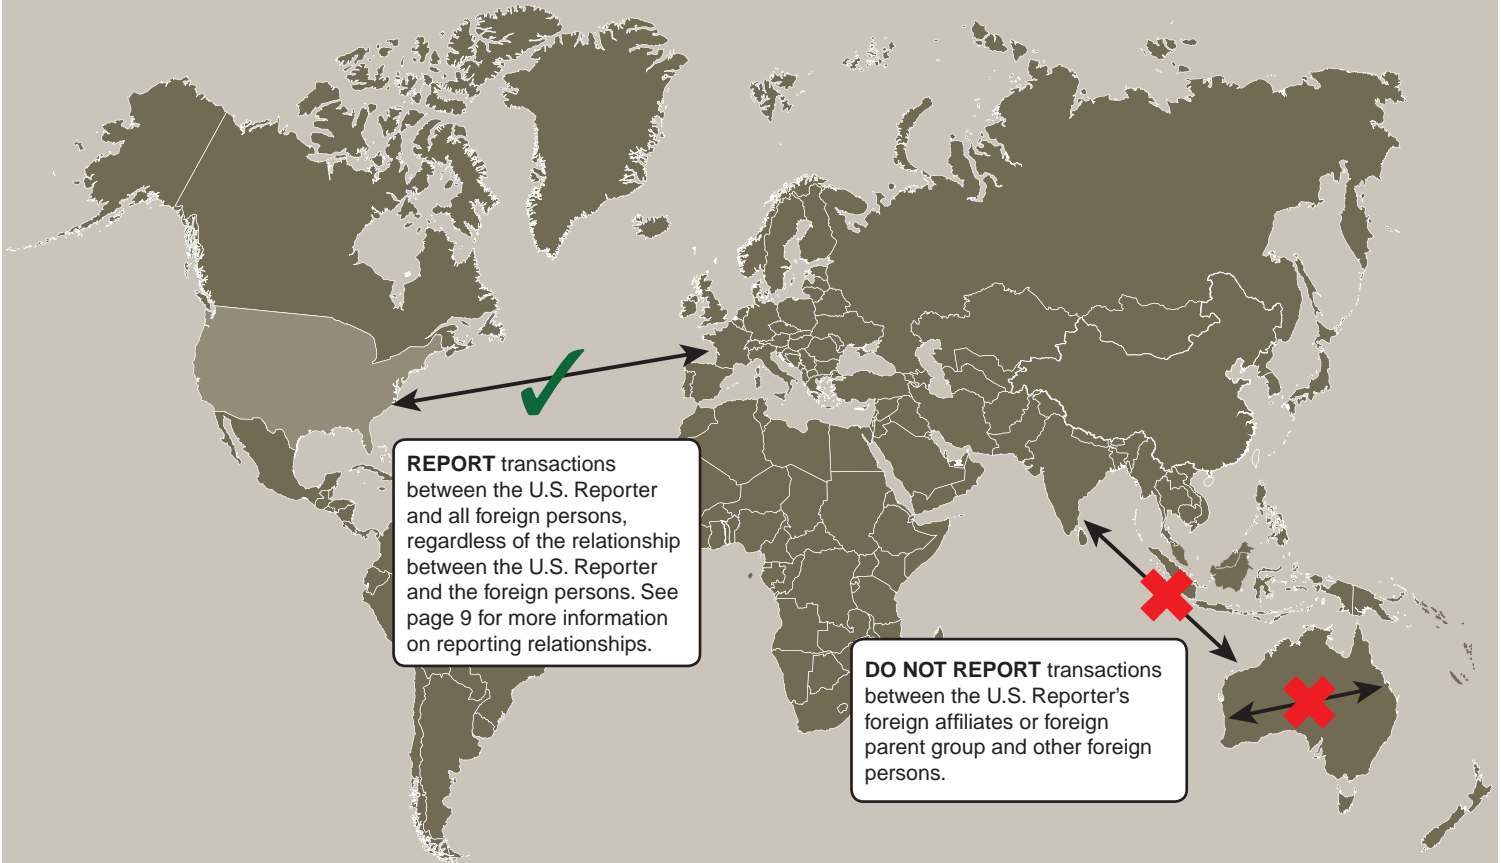 REPORT transactions
between the U.S. Reporter
and all foreign persons,
regardless of the relationship
between the U.S. Reporter
and the foreign persons. See
page 9 for more information
on reporting relationships.
DO NOT REPORT transactions
between the U.S. Reporter’s
foreign affiliates or foreign
parent group and other foreign
persons.